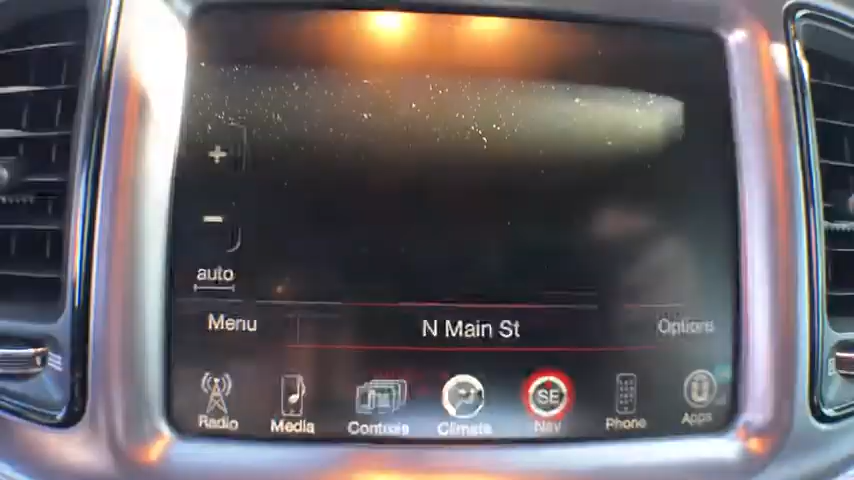 +
-
auto
Menu
N Main St
Options
SE
Radio
Media
Controls
Climate
Nav
Phone
Apps